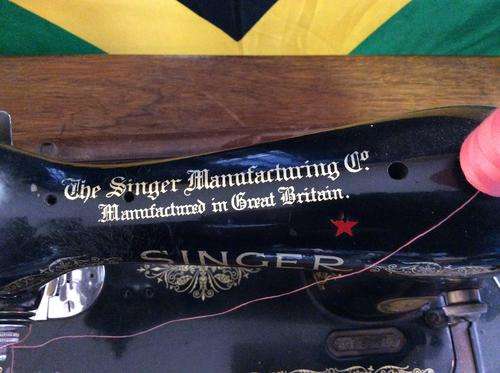 The Singer Manufacturing Co.
Manufactured in Great Britain.
SINGER